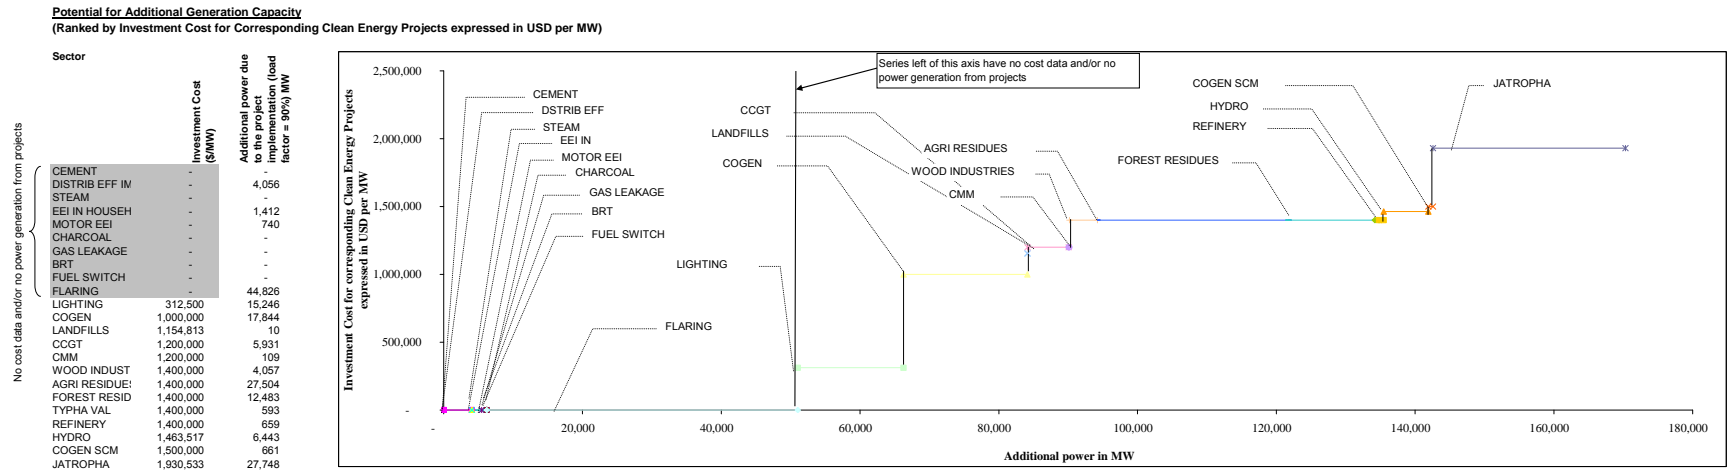 Potential for Additional Generation Capacity
(Ranked by Investment Cost for Corresponding Clean Energy Projects expressed in USD per MW)
Sector
Investment Cost
($/MW)
Additional power due
to the project
implementation (load
factor = 90%) MW
No cost data and/or no power generation from projects
CEMENT - -
DISTRIB EFF IM - 4,056
STEAM - -
EEI IN HOUSEH - 1,412
MOTOR EEI - 740
CHARCOAL - -
GAS LEAKAGE - -
BRT - -
FUEL SWITCH - -
FLARING - 44,826
LIGHTING 312,500 15,246
COGEN 1,000,000 17,844
LANDFILLS 1,154,813 10
CCGT 1,200,000 5,931
CMM 1,200,000 109
WOOD INDUST 1,400,000 4,057
AGRI RESIDUES 1,400,000 27,504
FOREST RESID 1,400,000 12,483
TYPHA VAL 1,400,000 593
REFINERY 1,400,000 659
HYDRO 1,463,517 6,443
COGEN SCM 1,500,000 661
JATROPHA 1,930,533 27,748
Investment Cost for corresponding Clean Energy Projects
expressed in USD per MW
2,500,000
2,000,000
1,500,000
1,000,000
500,000
-
Series left of this axis have no cost data and/or no
power generation from projects
CEMENT
DSTRIB EFF
STEAM
EEI IN
MOTOR EEI
CHARCOAL
GAS LEAKAGE
BRT
FUEL SWITCH
FLARING
LIGHTING
CCGT
LANDFILLS
COGEN
AGRI RESIDUES
WOOD INDUSTRIES
CMM
FOREST RESIDUES
COGEN SCM
HYDRO
REFINERY
JATROPHA
- 20,000 40,000 60,000 80,000 100,000 120,000 140,000 160,000 180,000
Additional power in MW